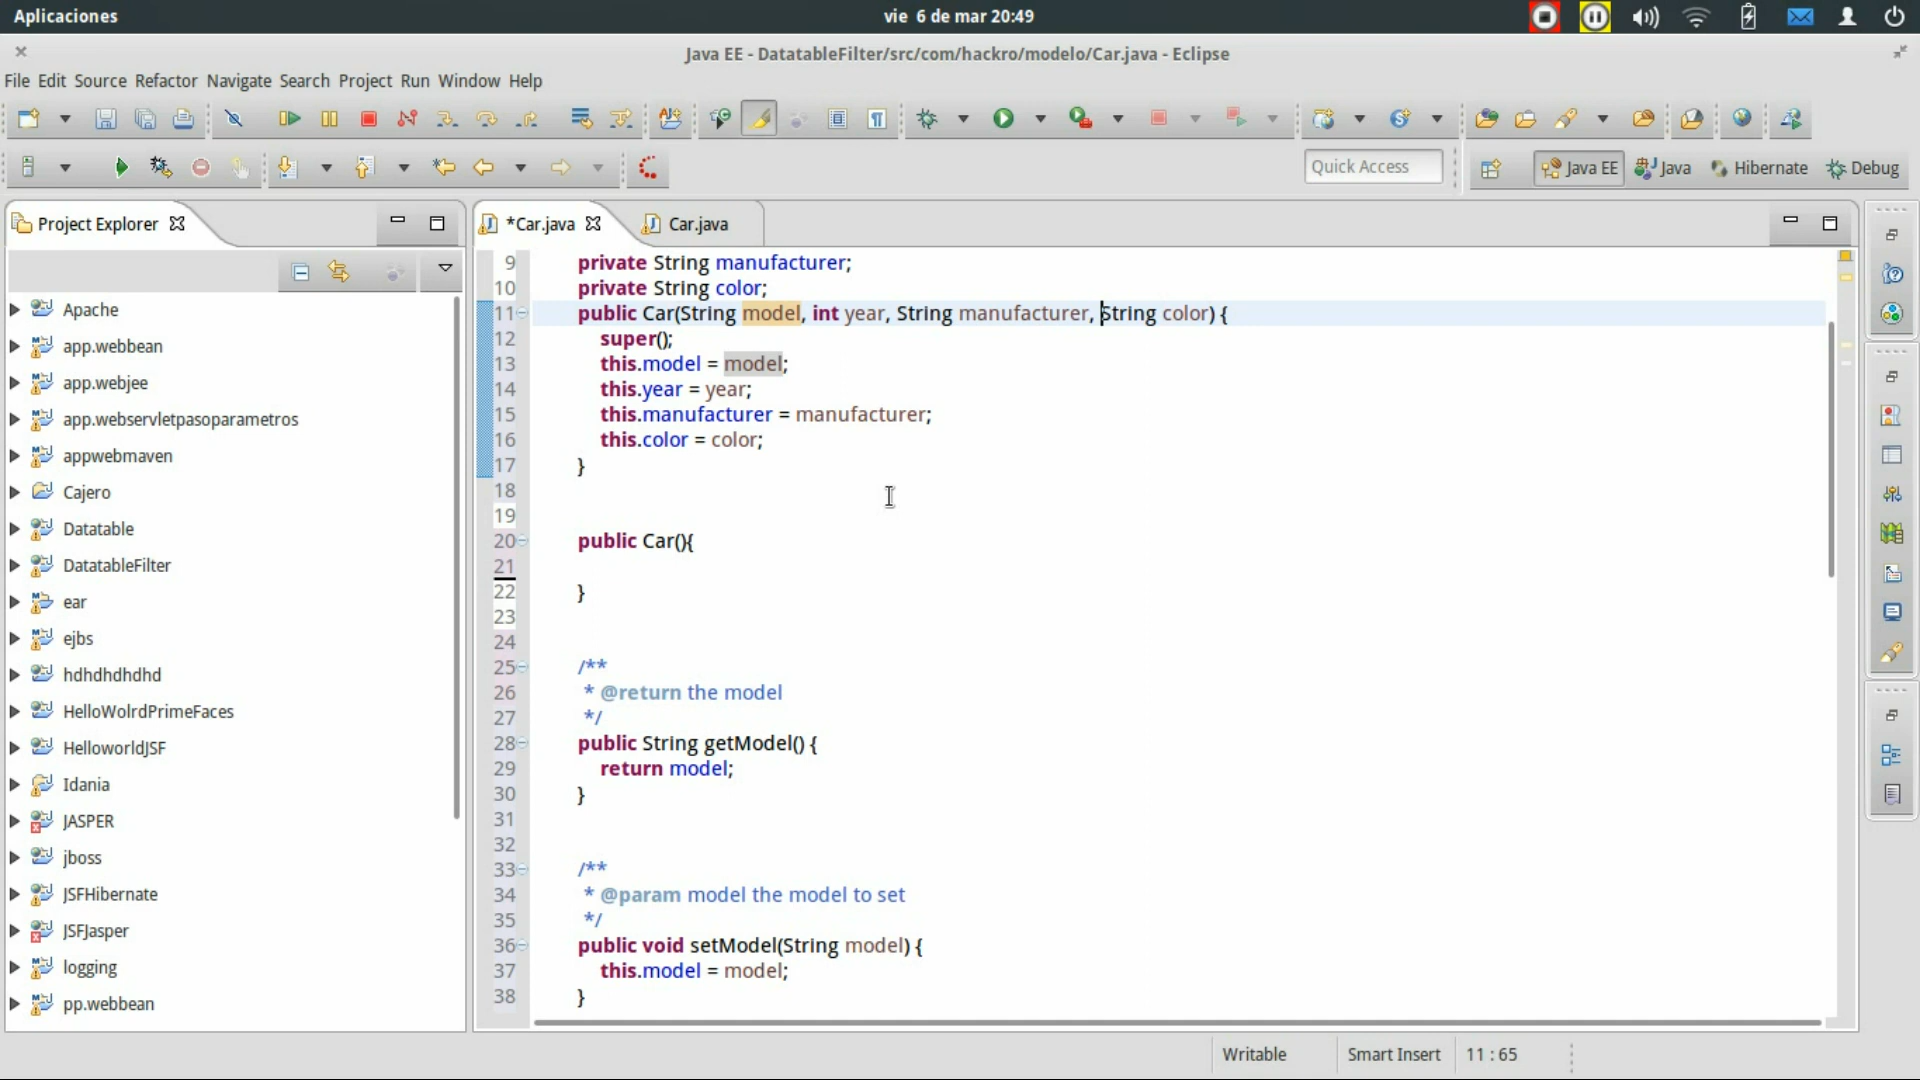 Aplicaciones
vie 6 de mar 20:49
Java EE - DatatableFilter/src/com/hackro/modelo/Car.java - Eclipse
File Edit Source Refactor Navigate Search Project Run Window Help
Quick Access
Java EE
Java
Hibernate
Debug
Project Explorer
*Car.java
Car.java
Apache
app.webbean
app.webjee
app.webservletpasoparametros
appwebmaven
Cajero
Datatable
DatatableFilter
ear
ejbs
hdhdhdhdhd
HelloWolrdPrimeFaces
HelloworldJSF
Idania
JASPER
jboss
JSFHibernate
JSFJasper
logging
pp.webbean
9 private String manufacturer;
10 private String color;
11 public Car(String model, int year, String manufacturer, String color) {
12 super();
13 this.model = model;
14 this.year = year;
15 this.manufacturer = manufacturer;
16 this.color = color;
17 }
18
19
20 public Car(){
21
22 }
23
24
25 /**
26 * @return the model
27 */
28 public String getModel() {
29 return model;
30 }
31
32
33 /**
34 * @param model the model to set
35 */
36 public void setModel(String model) {
37 this.model = model;
38 }
Writable
Smart Insert
11 : 65